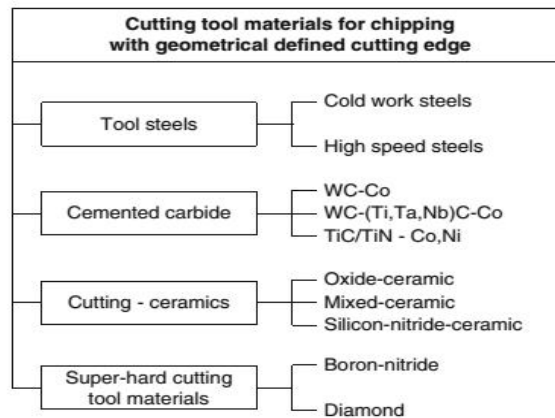 Cutting tool materials for chipping
with geometrical defined cutting edge
Tool steels
Cold work steels
High speed steels
Cemented carbide
WC-Co
WC-(Ti,Ta,Nb)C-Co
TiC/TiN - Co,Ni
Cutting - ceramics
Oxide-ceramic
Mixed-ceramic
Silicon-nitride-ceramic
Super-hard cutting
tool materials
Boron-nitride
Diamond